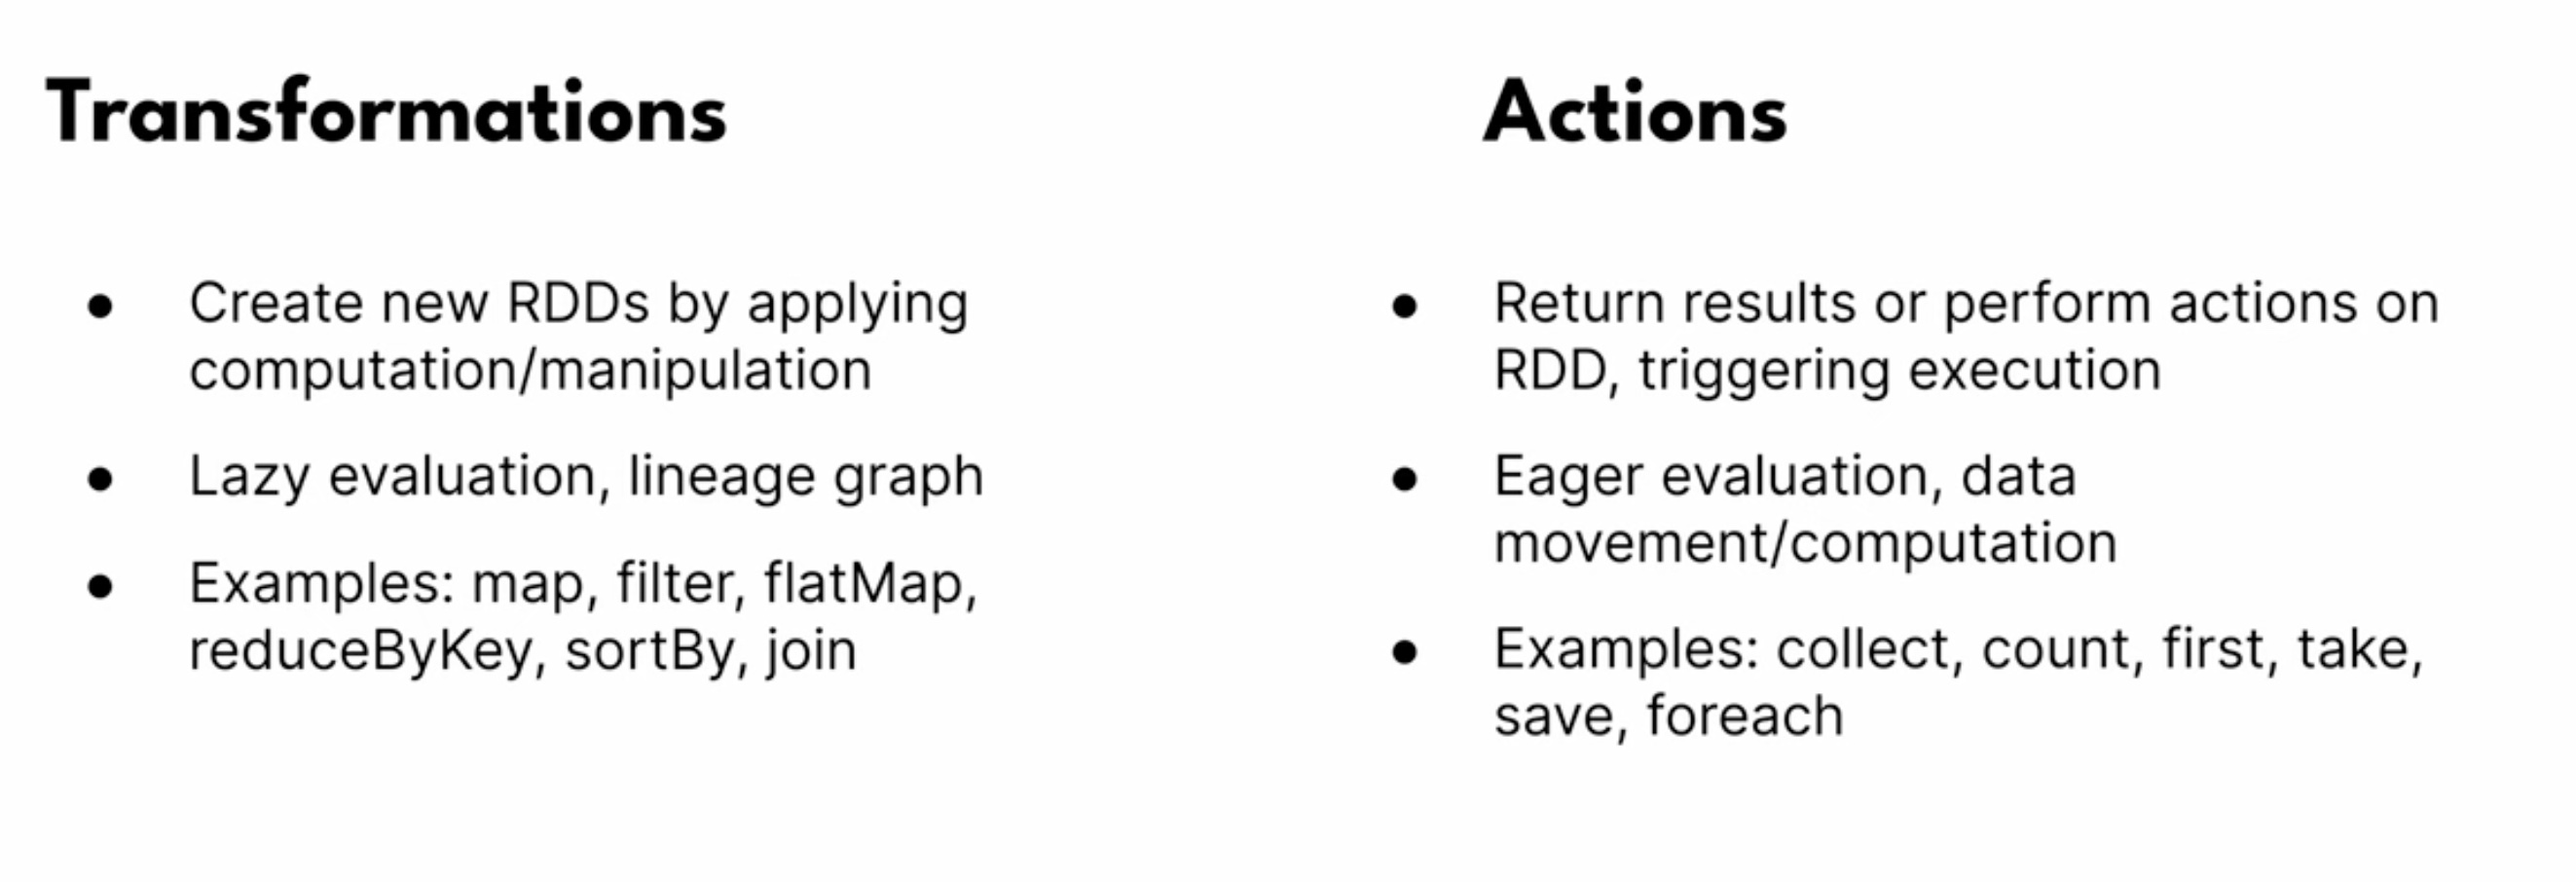 Transformations
● Create new RDDs by applying
computation/manipulation
● Lazy evaluation, lineage graph
● Examples: map, filter, flatMap,
reduceByKey, sortBy, join
Actions
● Return results or perform actions on
RDD, triggering execution
● Eager evaluation, data
movement/computation
● Examples: collect, count, first, take,
save, foreach